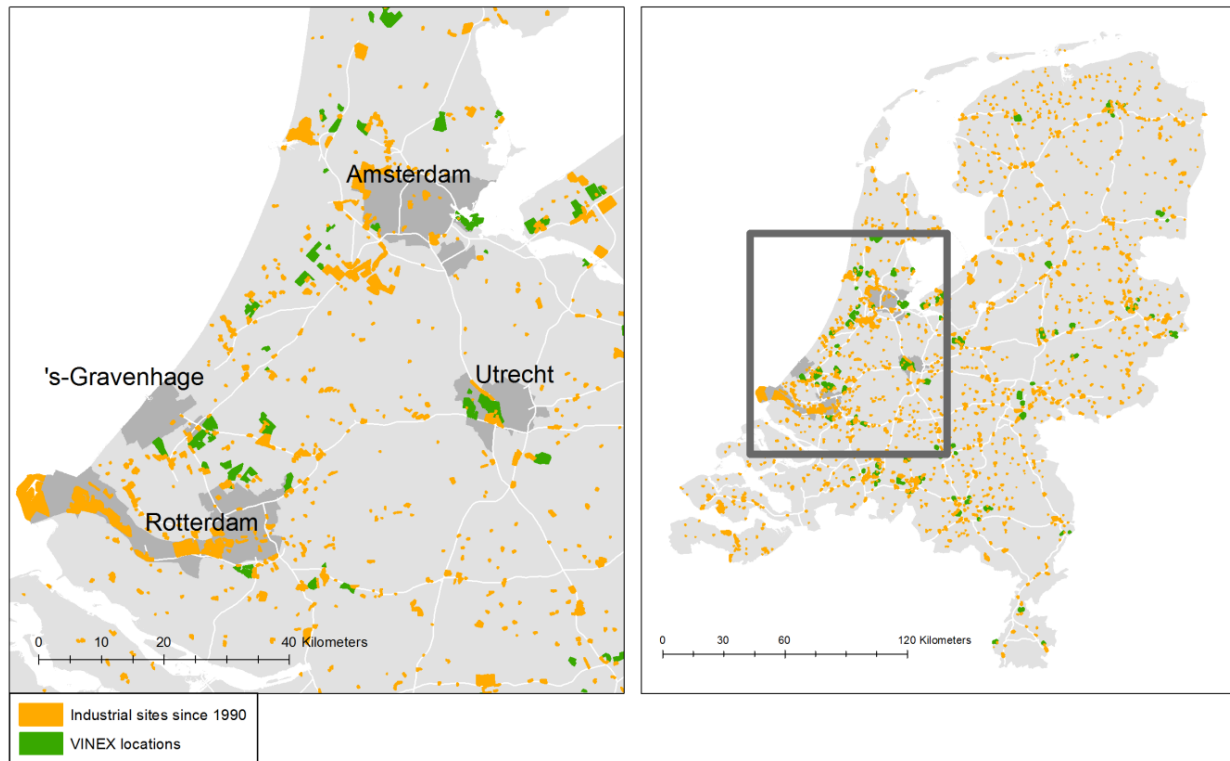 Amsterdam
's-Gravenhage
Utrecht
Rotterdam
0 10 20 40 Kilometers
0 30 60 120 Kilometers
Industrial sites since 1990
VINEX locations